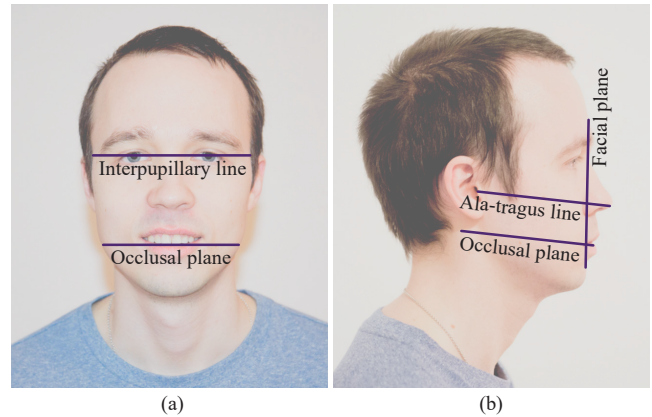 Interpupillary line
Occlusal plane
Facial plane
Ala-tragus line
Occlusal plane
(a)
(b)